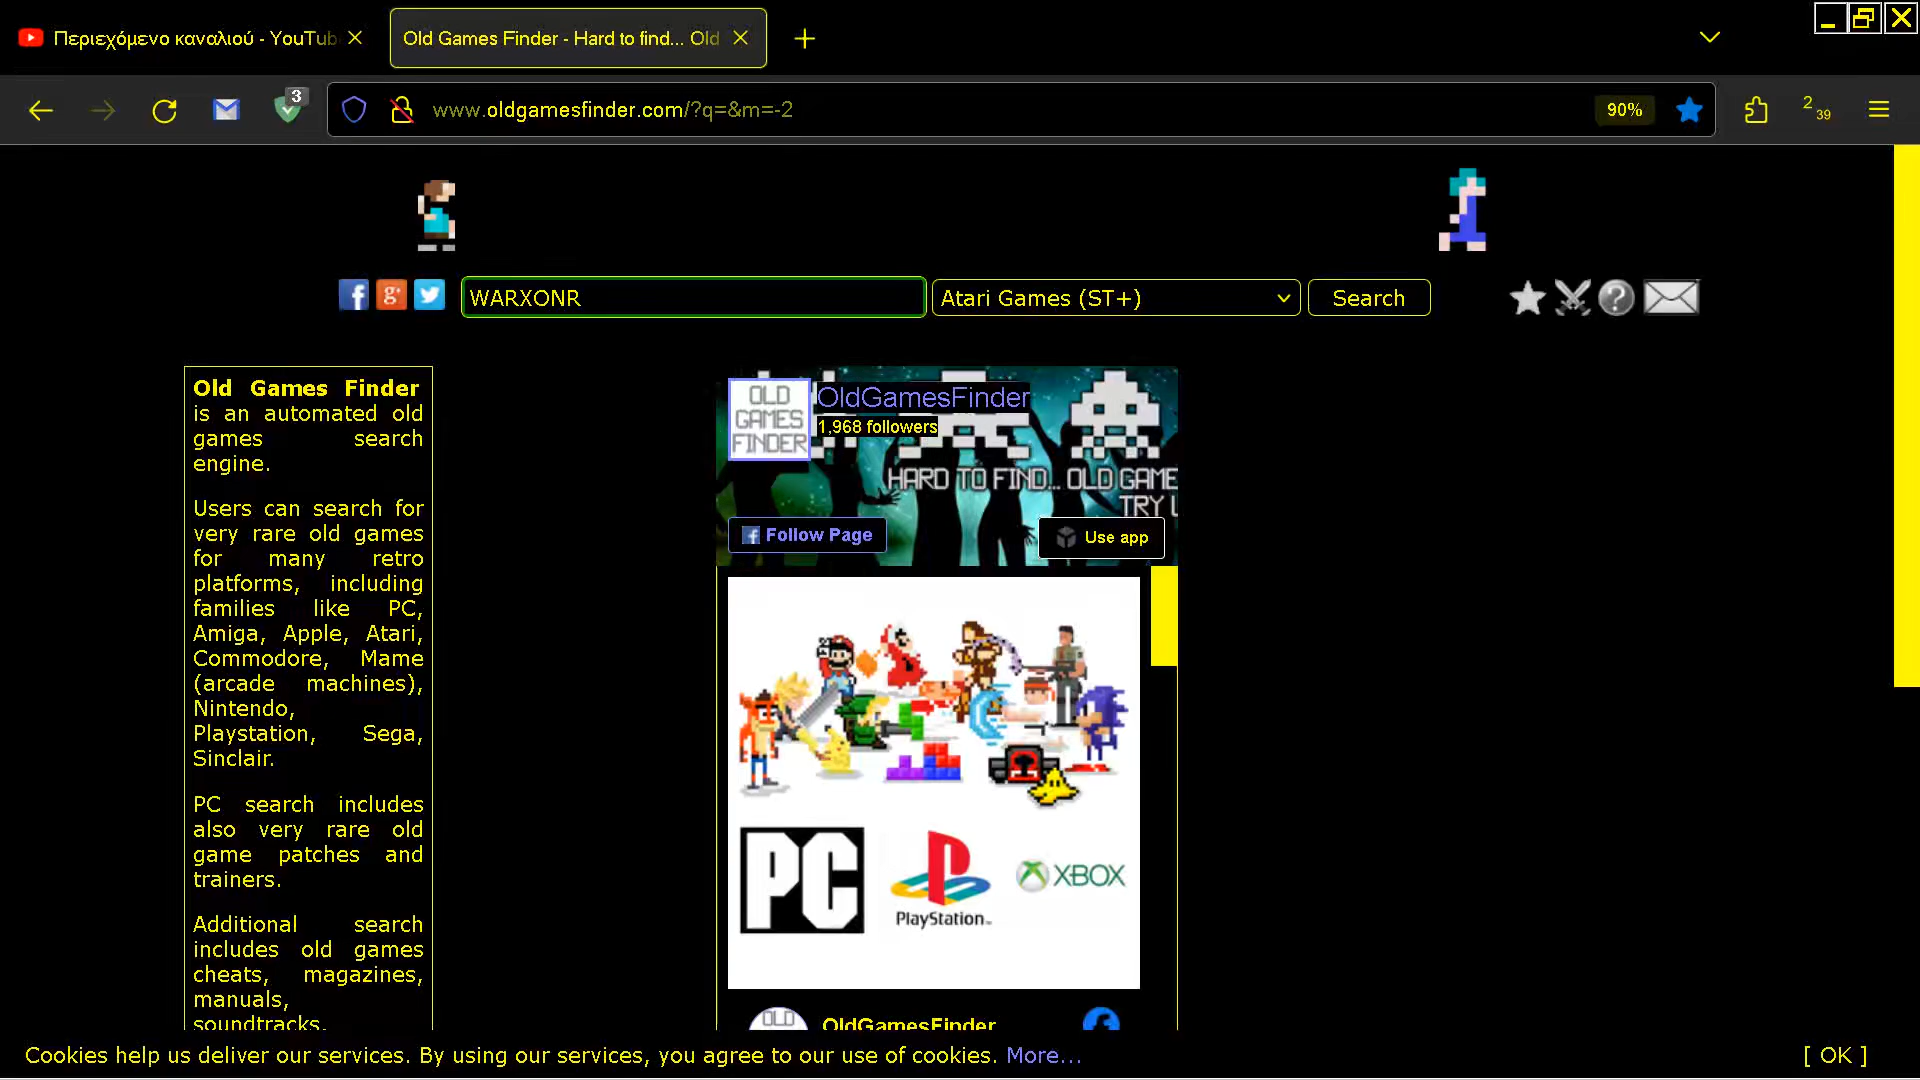 Περιεχόμενο καναλιού - YouTub
Old Games Finder - Hard to find... Old
3
www.oldgamesfinder.com/?q=&m=-2
90%
2
39
WARXONR
Atari Games (ST+)
Search
Old Games Finder
is an automated old
games search
engine.
Users can search for
very rare old games
for many retro
platforms, including
families like PC,
Amiga, Apple, Atari,
Commodore, Mame
(arcade machines),
Nintendo,
Playstation, Sega,
Sinclair.
PC search includes
also very rare old
game patches and
trainers.
Additional search
includes old games
cheats, magazines,
manuals,
soundtracks.
OLD
GAMES
FINDER
OldGamesFinder
1,968 followers
HARD TO FIND... OLD GAME
TRY U
Follow Page
Use app
PC
PlayStation
XBOX
OLD
OldGamesFinder
Cookies help us deliver our services. By using our services, you agree to our use of cookies. More...
[ OK ]